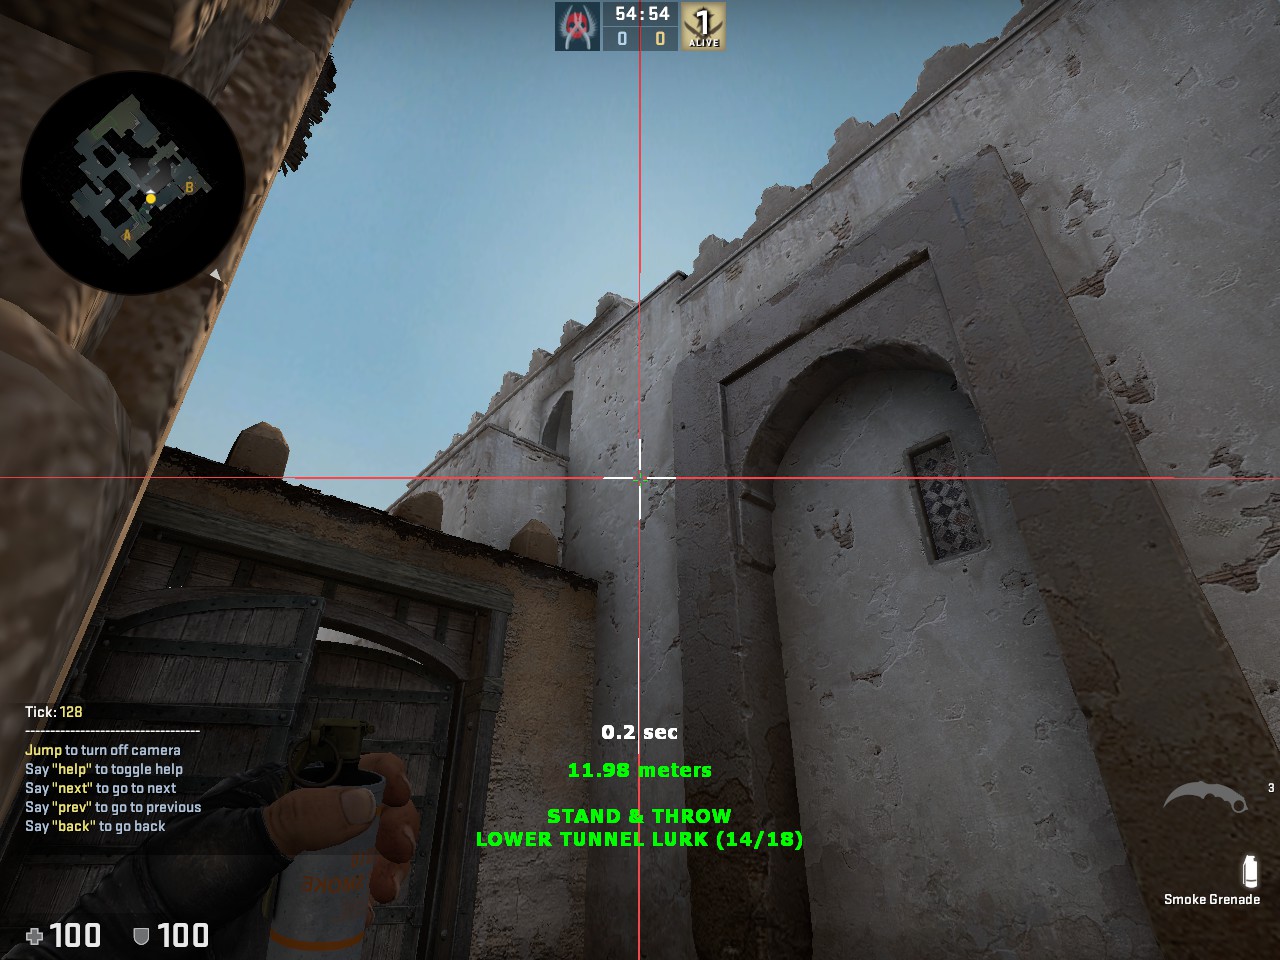 54:54
0 0
1
ALIVE
B
A
Tick: 128
----------------------------------
Jump to turn off camera
Say "help" to toggle help
Say "next" to go to next
Say "prev" to go to previous
Say "back" to go back
0.2 sec
11.98 meters
STAND & THROW
LOWER TUNNEL LURK (14/18)
3
Smoke Grenade
SMOKE
100 100